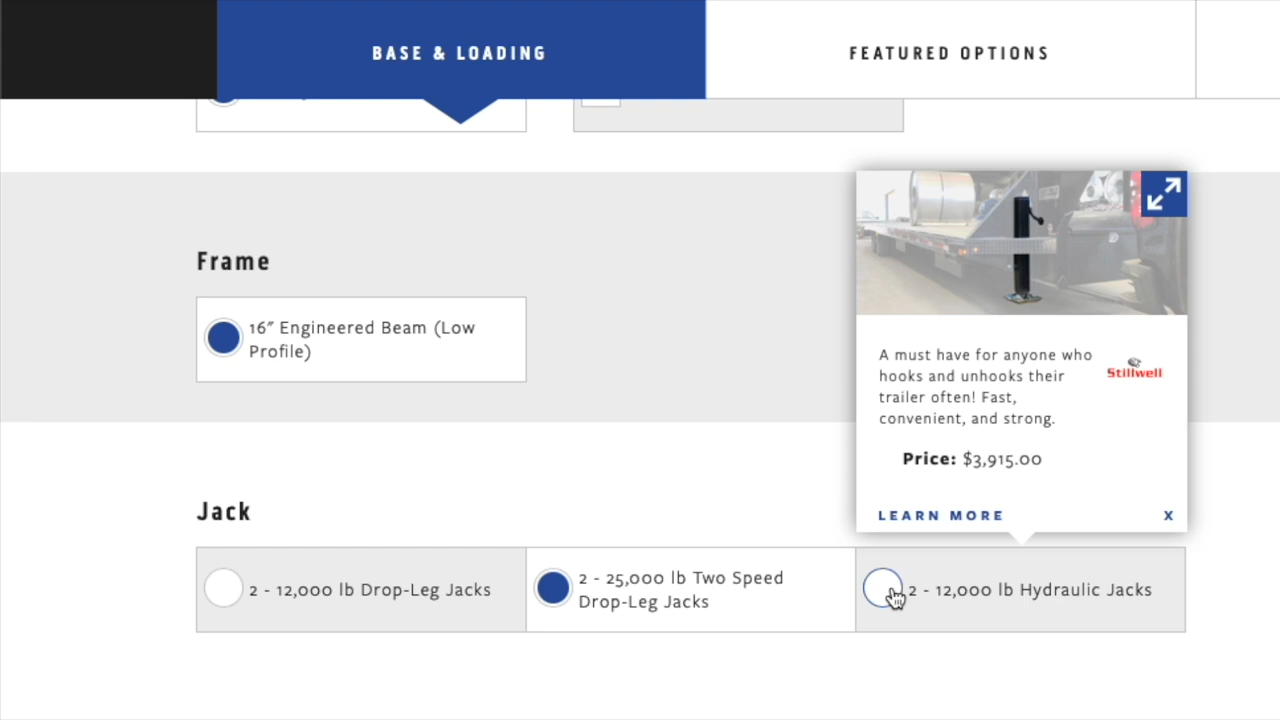 BASE & LOADING
FEATURED OPTIONS
Frame
16″ Engineered Beam (Low
Profile)
A must have for anyone who
hooks and unhooks their
trailer often! Fast,
convenient, and strong.
Stillwell
Price: $3,915.00
LEARN MORE
X
Jack
2 - 12,000 lb Drop-Leg Jacks
2 - 25,000 lb Two Speed
Drop-Leg Jacks
2 - 12,000 lb Hydraulic Jacks